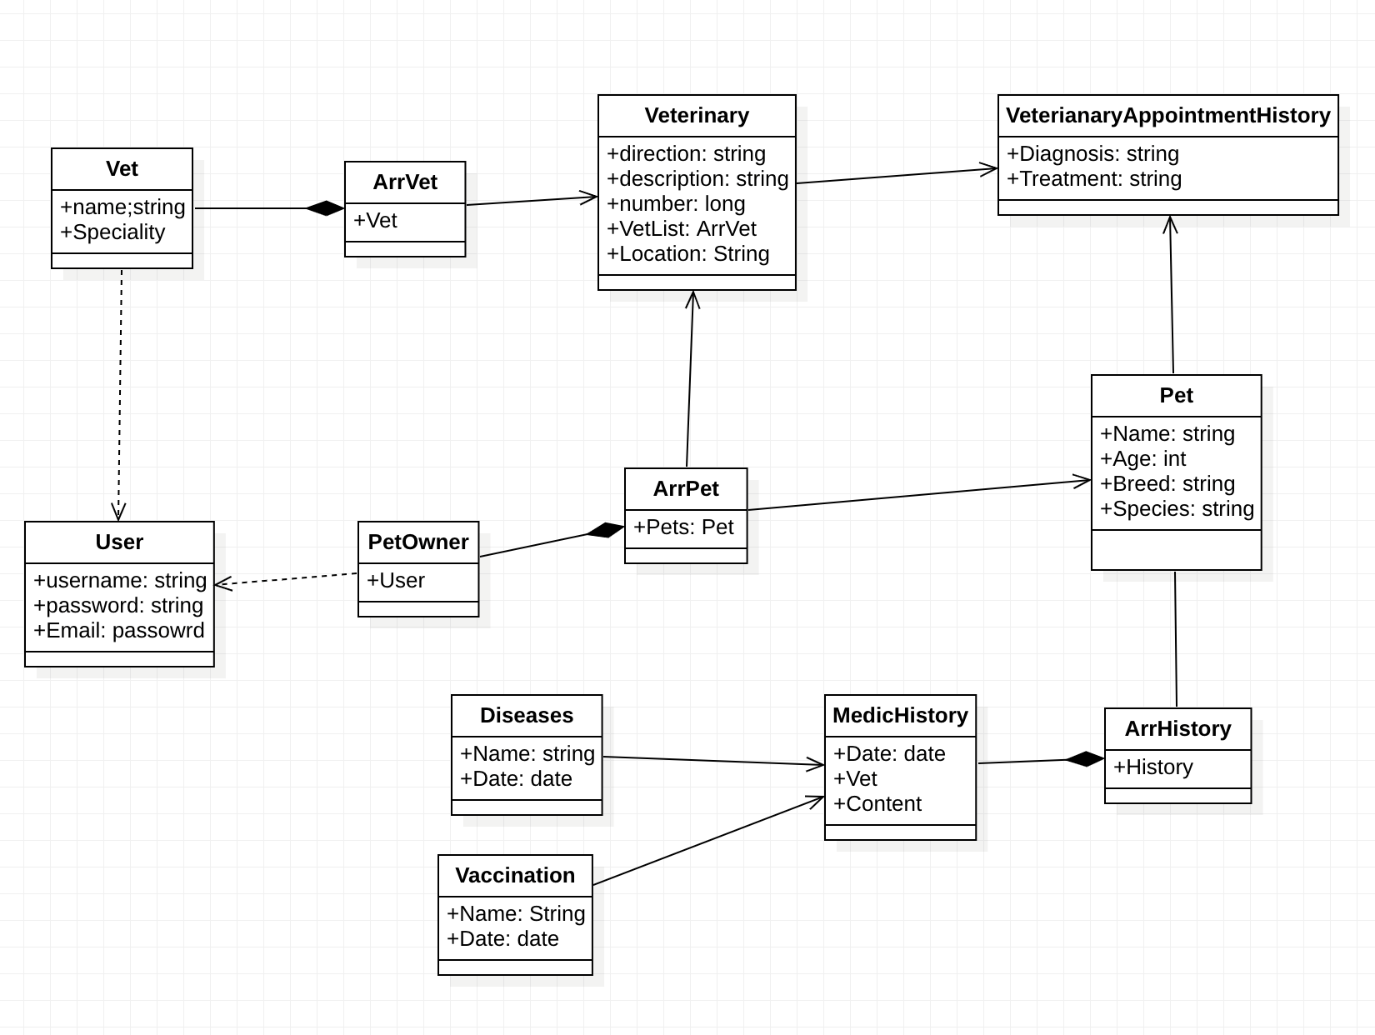 Vet
+name;string
+Speciality
ArrVet
+Vet
Veterinary
+direction: string
+description: string
+number: long
+VetList: ArrVet
+Location: String
VeterianaryAppointmentHistory
+Diagnosis: string
+Treatment: string
User
+username: string
+password: string
+Email: passowrd
PetOwner
+User
ArrPet
+Pets: Pet
Pet
+Name: string
+Age: int
+Breed: string
+Species: string
Diseases
+Name: string
+Date: date
MedicHistory
+Date: date
+Vet
+Content
ArrHistory
+History
Vaccination
+Name: String
+Date: date